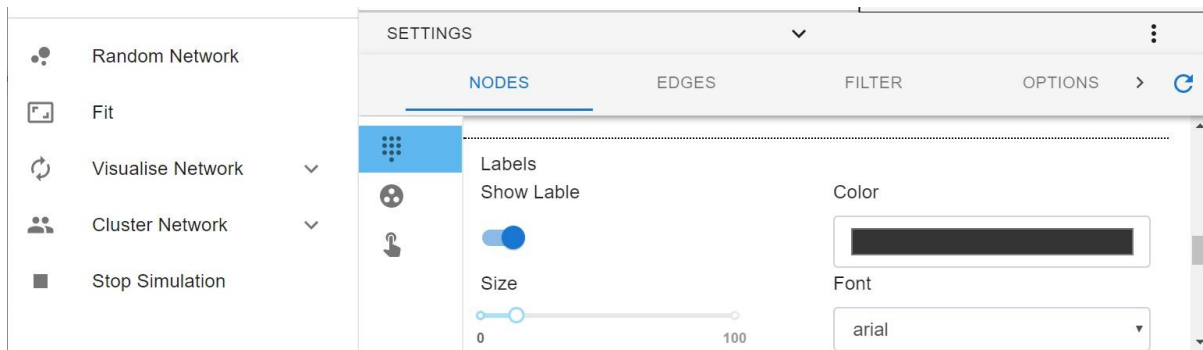 Random Network
Fit
Visualise Network
Cluster Network
Stop Simulation
SETTINGS
NODES EDGES FILTER OPTIONS
Labels
Show Lable Color
Size Font
0 100 arial